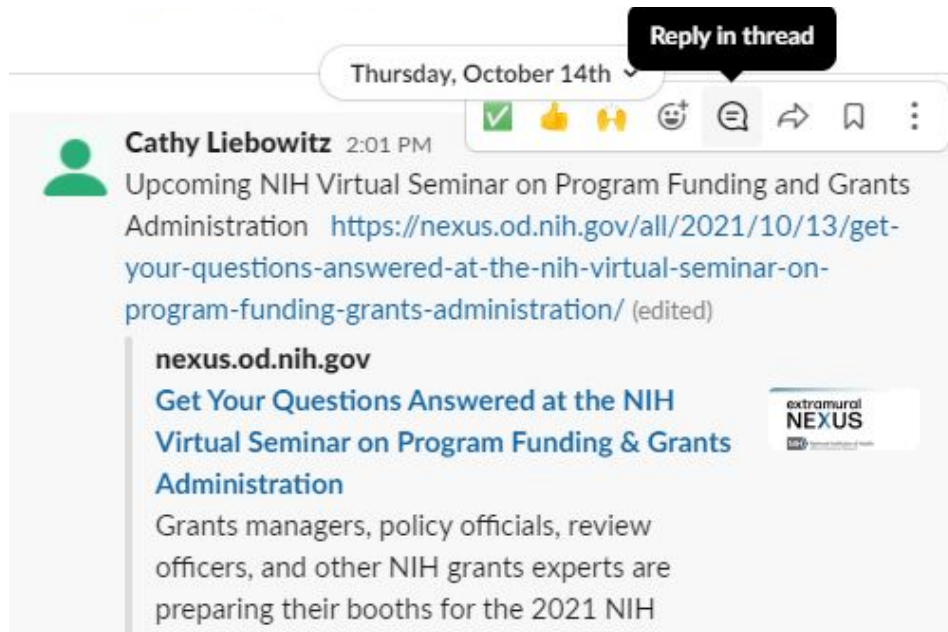 Reply in thread
Thursday, October 14th
Cathy Liebowitz 2:01 PM
Upcoming NIH Virtual Seminar on Program Funding and Grants
Administration https://nexus.od.nih.gov/all/2021/10/13/get-
your-questions-answered-at-the-nih-virtual-seminar-on-
program-funding-grants-administration/ (edited)
nexus.od.nih.gov
Get Your Questions Answered at the NIH
Virtual Seminar on Program Funding & Grants
Administration
extramural
NEXUS
NIH
Grants managers, policy officials, review
officers, and other NIH grants experts are
preparing their booths for the 2021 NIH